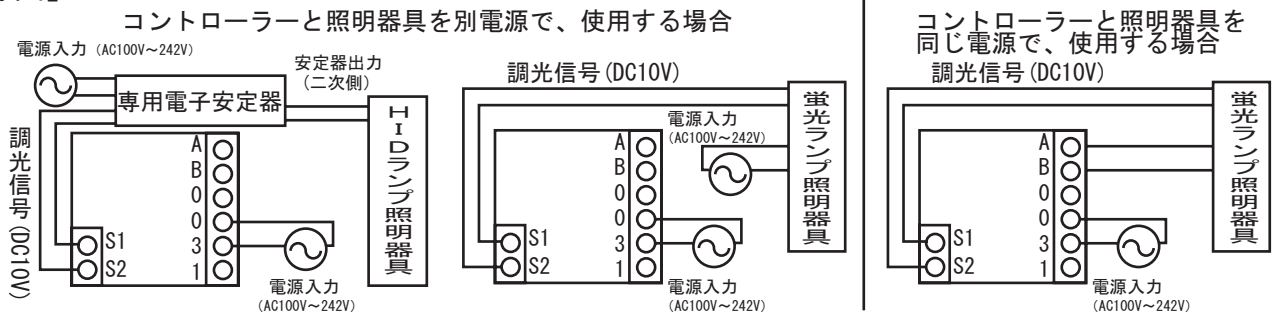 コントローラーと照明器具を別電源で、使用する場合
電源入力 (AC100V～242V)
専用電子安定器
安定器出力
(二次側)
HIDランプ照明器具
調光信号(DC10V)
A
B
0
0
3
1
S1
S2
電源入力
(AC100V～242V)
調光信号(DC10V)
電源入力
(AC100V～242V)
蛍光ランプ照明器具
A
B
0
0
3
1
S1
S2
電源入力
(AC100V～242V)
コントローラーと照明器具を
同じ電源で、使用する場合
調光信号(DC10V)
蛍光ランプ照明器具
A
B
0
0
3
1
S1
S2
電源入力
(AC100V～242V)